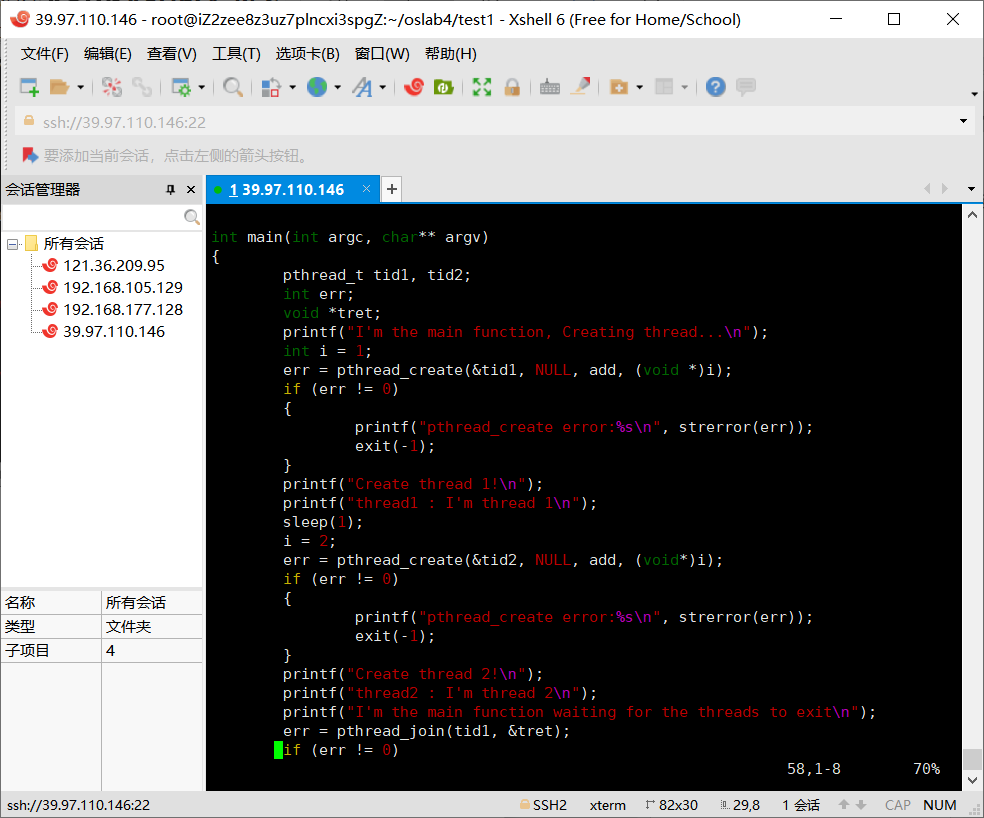 39.97.110.146 - root@iZ2zee8z3uz7plncxi3spgZ:~/oslab4/test1 - Xshell 6 (Free for Home/School)
文件(F) 编辑(E) 查看(V) 工具(T) 选项卡(B) 窗口(W) 帮助(H)
ssh://39.97.110.146:22
要添加当前会话，点击左侧的箭头按钮。
会话管理器
1 39.97.110.146
所有会话
121.36.209.95
192.168.105.129
192.168.177.128
39.97.110.146
名称 所有会话
类型 文件夹
子项目 4
int main(int argc, char** argv)
{
        pthread_t tid1, tid2;
        int err;
        void *tret;
        printf("I'm the main function, Creating thread...\n");
        int i = 1;
        err = pthread_create(&tid1, NULL, add, (void *)i);
        if (err != 0)
        {
                printf("pthread_create error:%s\n", strerror(err));
                exit(-1);
        }
        printf("Create thread 1!\n");
        printf("thread1 : I'm thread 1\n");
        sleep(1);
        i = 2;
        err = pthread_create(&tid2, NULL, add, (void*)i);
        if (err != 0)
        {
                printf("pthread_create error:%s\n", strerror(err));
                exit(-1);
        }
        printf("Create thread 2!\n");
        printf("thread2 : I'm thread 2\n");
        printf("I'm the main function waiting for the threads to exit\n");
        err = pthread_join(tid1, &tret);
        if (err != 0)
58,1-8 70%
ssh://39.97.110.146:22 SSH2 xterm 82x30 29,8 1 会话 CAP NUM